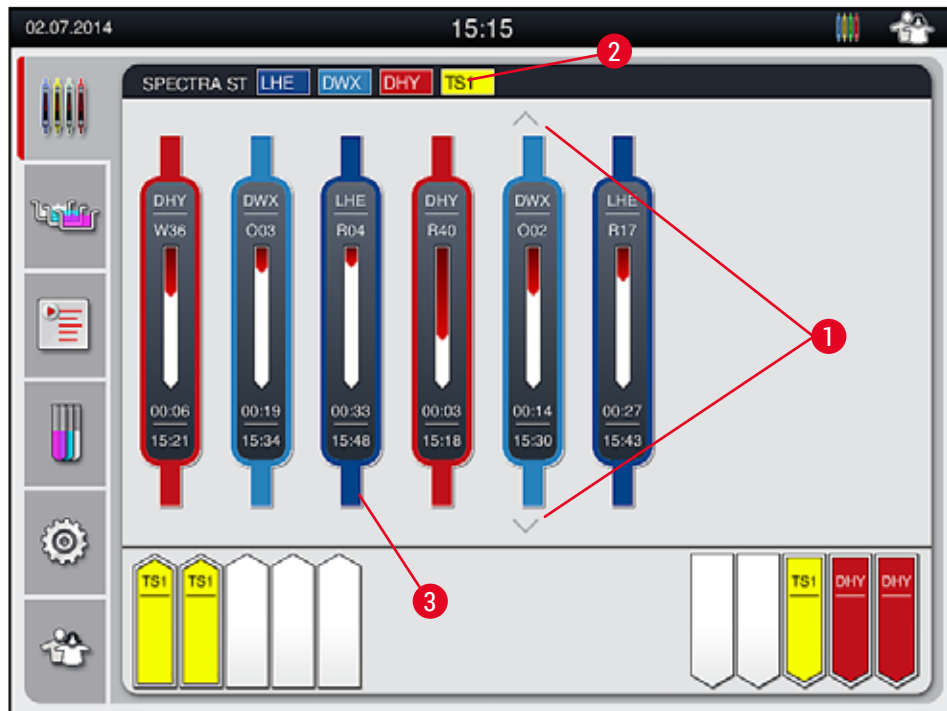 02.07.2014 15:15
2
SPECTRA ST LHE DWX DHY TS1
DHY DWX LHE DHY DWX LHE
W36 O03 R04 R40 O02 R17
1
00:06 00:19 00:33 00:03 00:14 00:27
15:21 15:34 15:48 15:18 15:30 15:43
TS1 TS1 TS1 DHY DHY
3